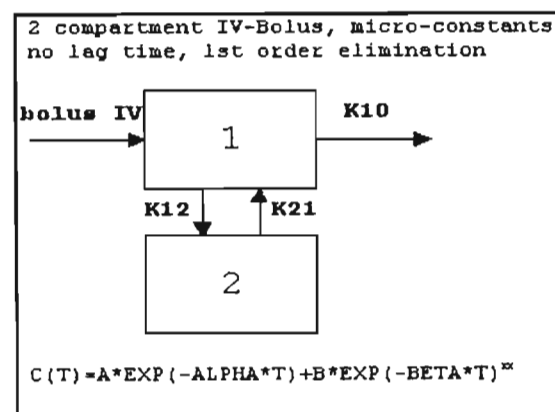 2 compartment IV-Bolus, micro-constants
no lag time, 1st order elimination
bolus IV
K10
1
K12
K21
2
C(T)=A*EXP(-ALPHA*T)+B*EXP(-BETA*T)